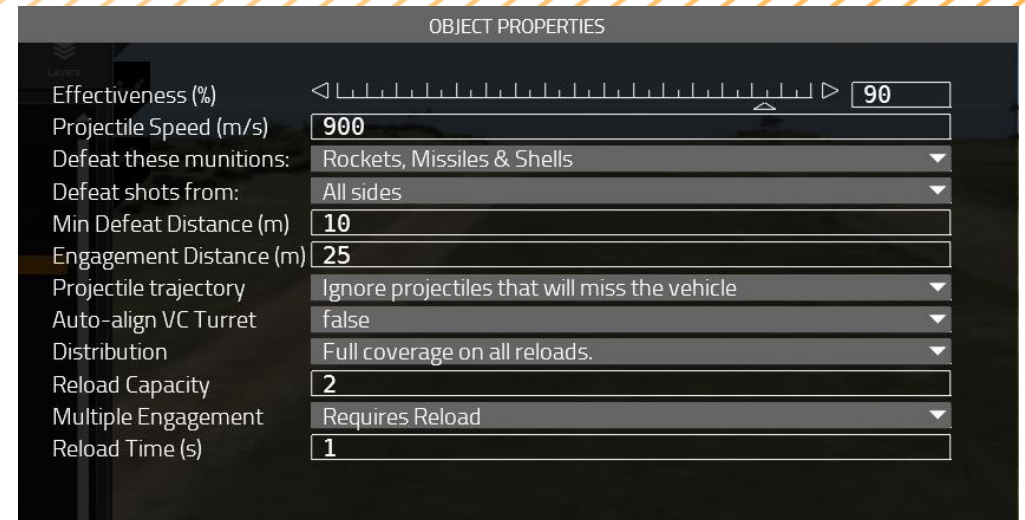 OBJECT PROPERTIES
Layers
Effectiveness (%) 90
Projectile Speed (m/s) 900
Defeat these munitions: Rockets, Missiles & Shells
Defeat shots from: All sides
Min Defeat Distance (m) 10
Engagement Distance (m) 25
Projectile trajectory Ignore projectiles that will miss the vehicle
Auto-align VC Turret false
Distribution Full coverage on all reloads.
Reload Capacity 2
Multiple Engagement Requires Reload
Reload Time (s) 1